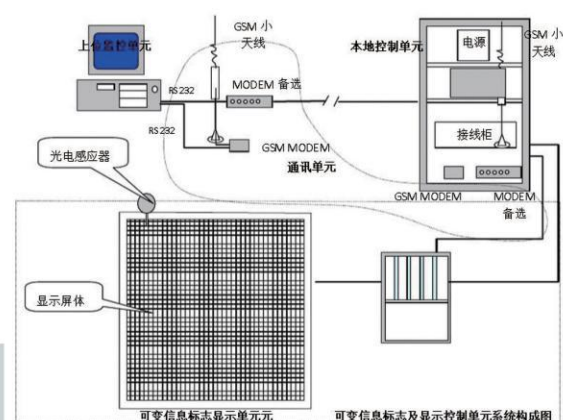 GSM 小
天线
上位监控单元
本地控制单元
电源
GSM 小
天线
RS232
MODEM 备选
RS232
GSM MODEM
通讯单元
接线柜
光电感应器
GSM MODEM
MODEM
备选
显示屏体
可变信息标志显示单元元
可变信息标志及显示控制单元系统构成图